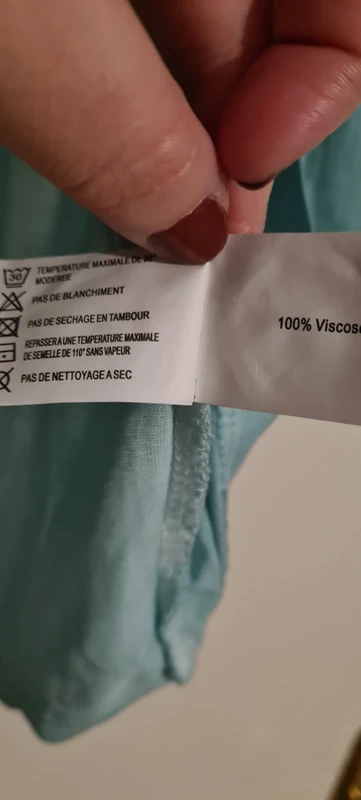 30
TEMPERATURE MAXIMALE DE 30°
MODEREE
PAS DE BLANCHIMENT
PAS DE SECHAGE EN TAMBOUR
REPASSER A UNE TEMPERATURE MAXIMALE
DE SEMELLE DE 110° SANS VAPEUR
PAS DE NETTOYAGE A SEC
100% Viscose